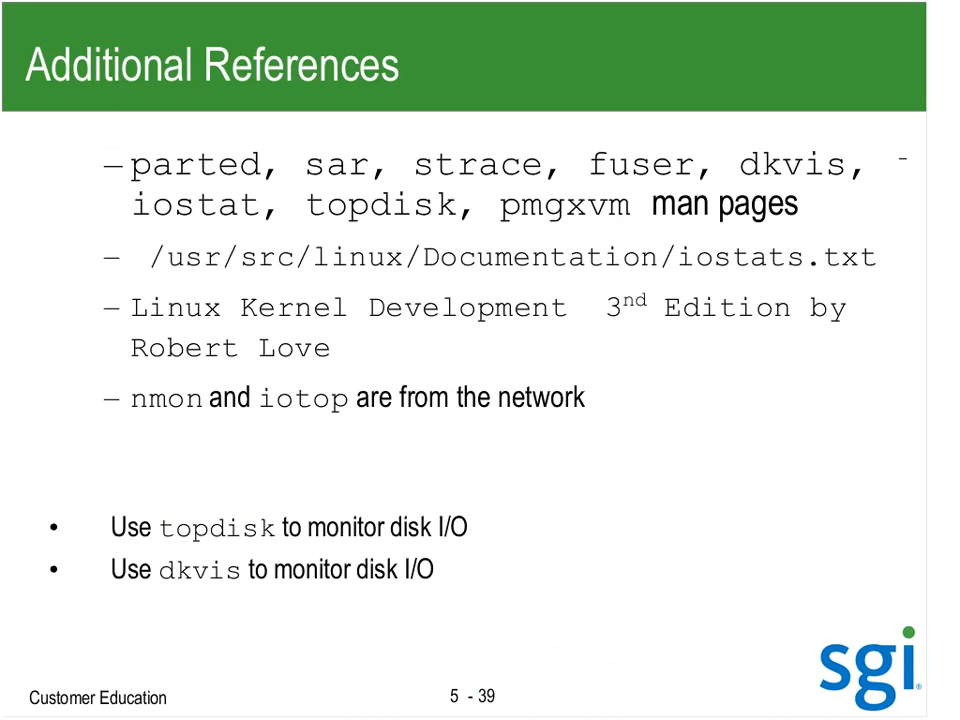 Additional References
– parted, sar, strace, fuser, dkvis, -
iostat, topdisk, pmgxvm man pages
– /usr/src/linux/Documentation/iostats.txt
– Linux Kernel Development 3nd Edition by
Robert Love
– nmon and iotop are from the network
• Use topdisk to monitor disk I/O
• Use dkvis to monitor disk I/O
Customer Education
5 - 39
sgi®